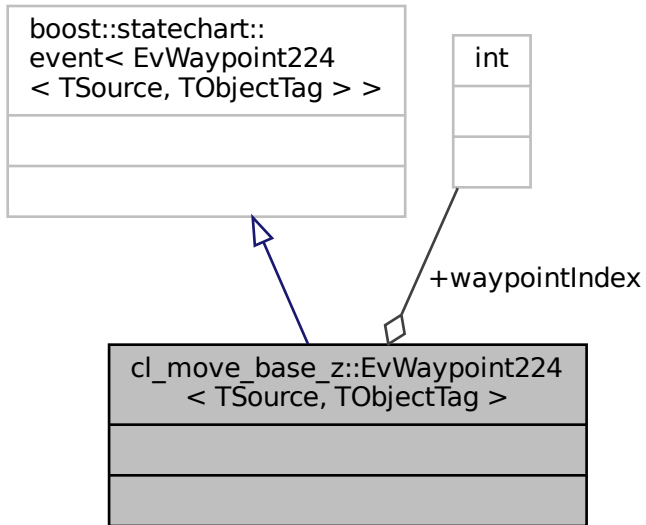 boost::statechart::
event< EvWaypoint224
< TSource, TObjectTag > >
int
+waypointIndex
cl_move_base_z::EvWaypoint224
< TSource, TObjectTag >